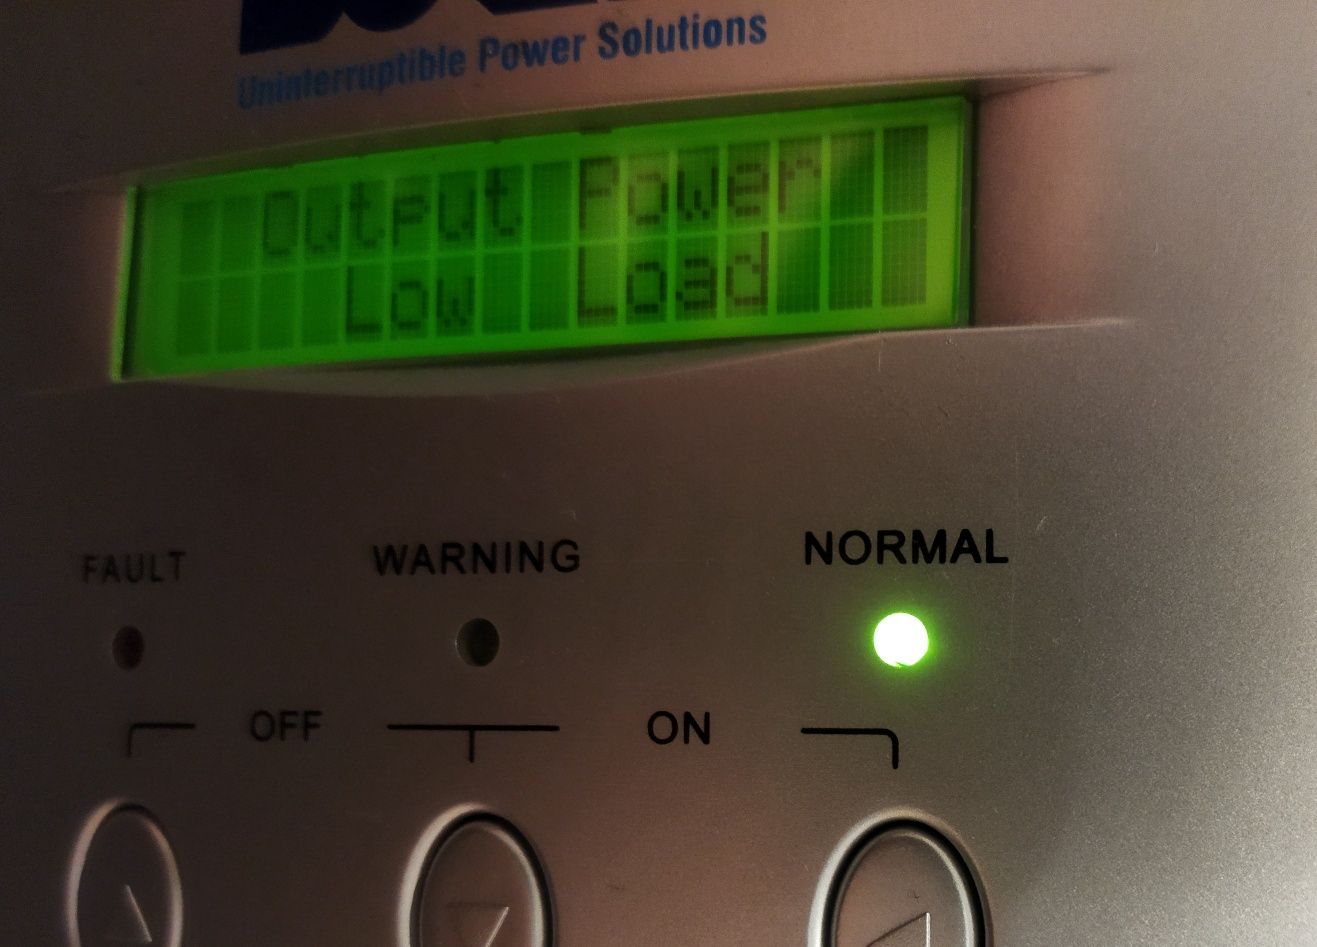 Uninterruptible Power Solutions
Output Power
Low Load
FAULT WARNING NORMAL
OFF ON